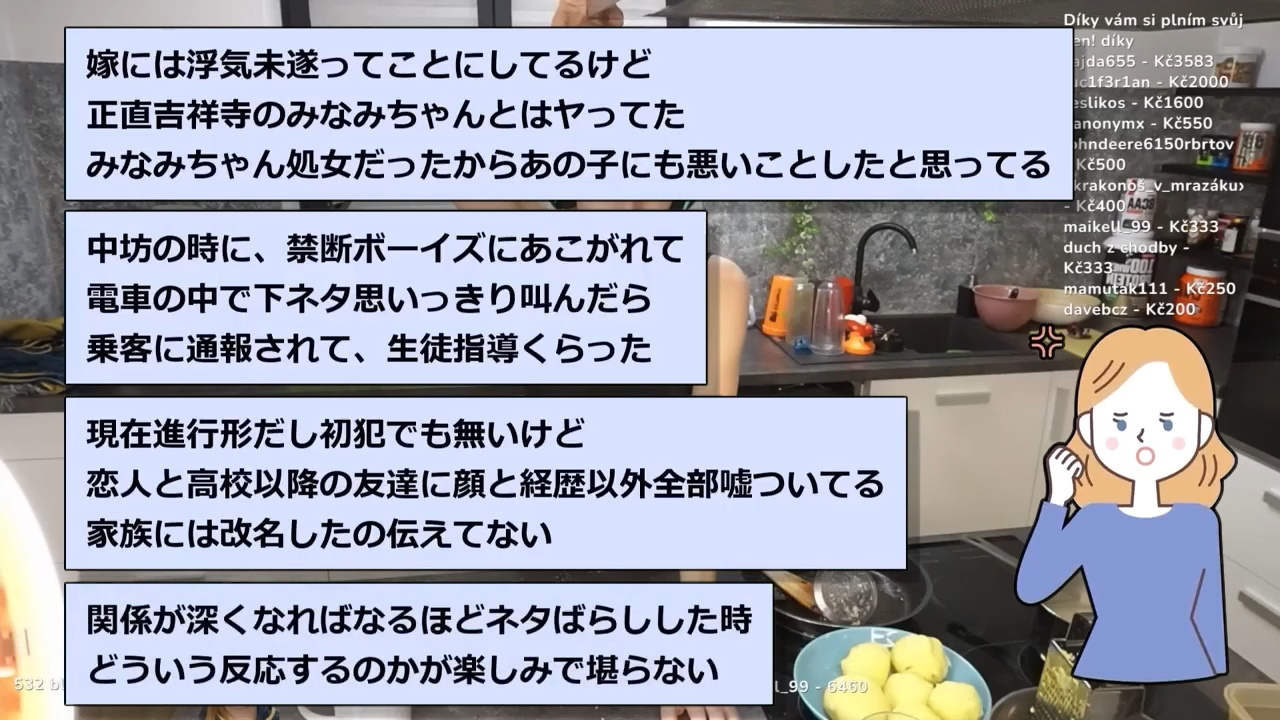 嫁には浮気未遂ってことにしてるけど
正直吉祥寺のみなみちゃんとはヤってた
みなみちゃん処女だったからあの子にも悪いことしたと思ってる
中坊の時に、禁断ボーイズにあこがれて
電車の中で下ネタ思いっきり叫んだら
乗客に通報されて、生徒指導くらった
現在進行形だし初犯でも無いけど
恋人と高校以降の友達に顔と経歴以外全部嘘ついてる
家族には改名したの伝えてない
関係が深くなればなるほどネタばらしした時
どういう反応するのかが楽しみで堪らない
Díky vám si plním svůj
díky
- Kč3583
- Kč2000
- Kč1600
- Kč550
- Kč500
- Kč400
maikell_99 - Kč333
duch z chodby -
Kč333
mamutak111 - Kč250
davebcz - Kč200
532
_99 - 6460